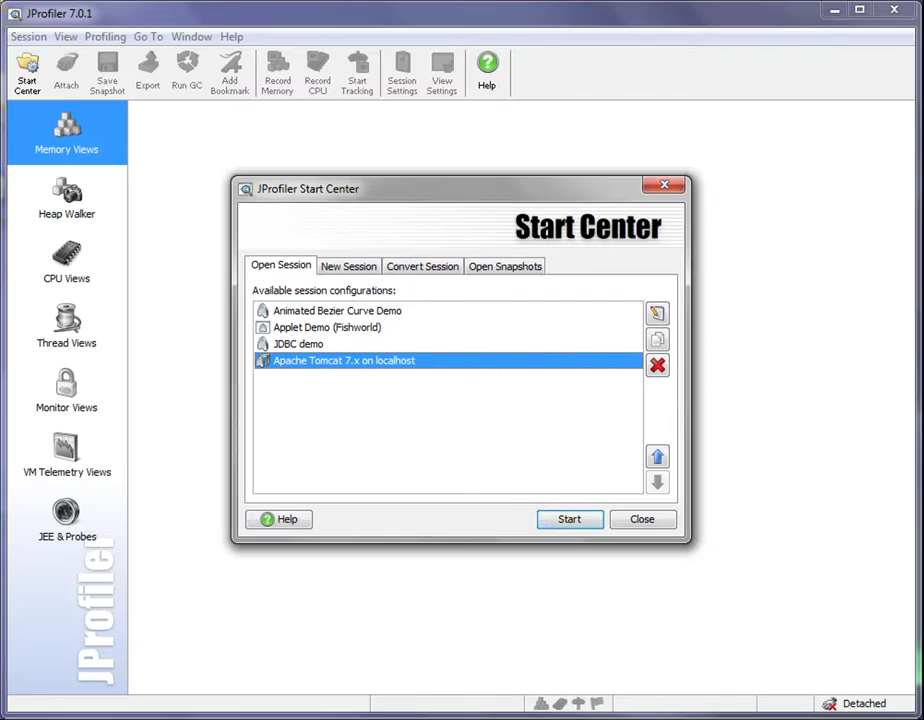 JProfiler 7.0.1
Session View Profiling Go To Window Help
Start Center
Attach
Save Snapshot
Export
Run GC
Add Bookmark
Record Memory
Record CPU
Start Tracking
Session Settings
View Settings
Help
Memory Views
Heap Walker
CPU Views
Thread Views
Monitor Views
VM Telemetry Views
JEE & Probes
JProfiler
JProfiler Start Center
Start Center
Open Session New Session Convert Session Open Snapshots
Available session configurations:
Animated Bezier Curve Demo
Applet Demo (Fishworld)
JDBC demo
Apache Tomcat 7.x on localhost
Help Start Close
Detached